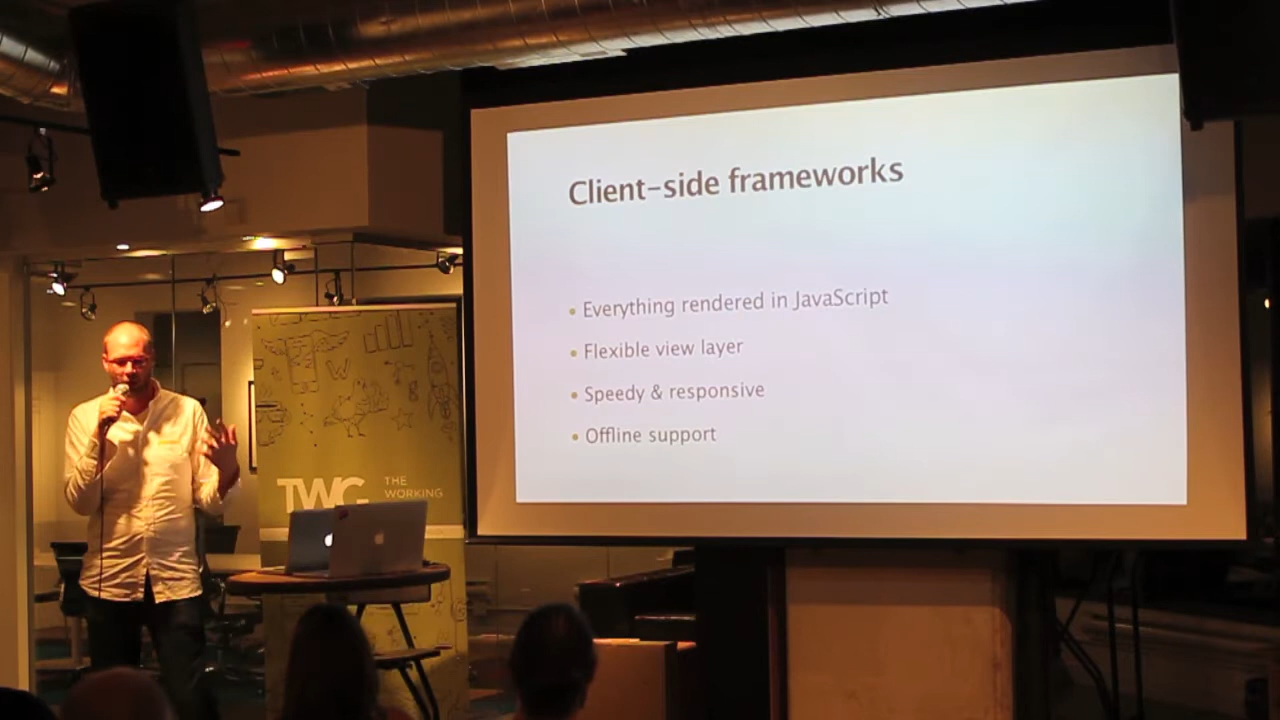 Client-side frameworks
• Everything rendered in JavaScript
• Flexible view layer
• Speedy & responsive
• Offline support
TWG
THE
WORKING